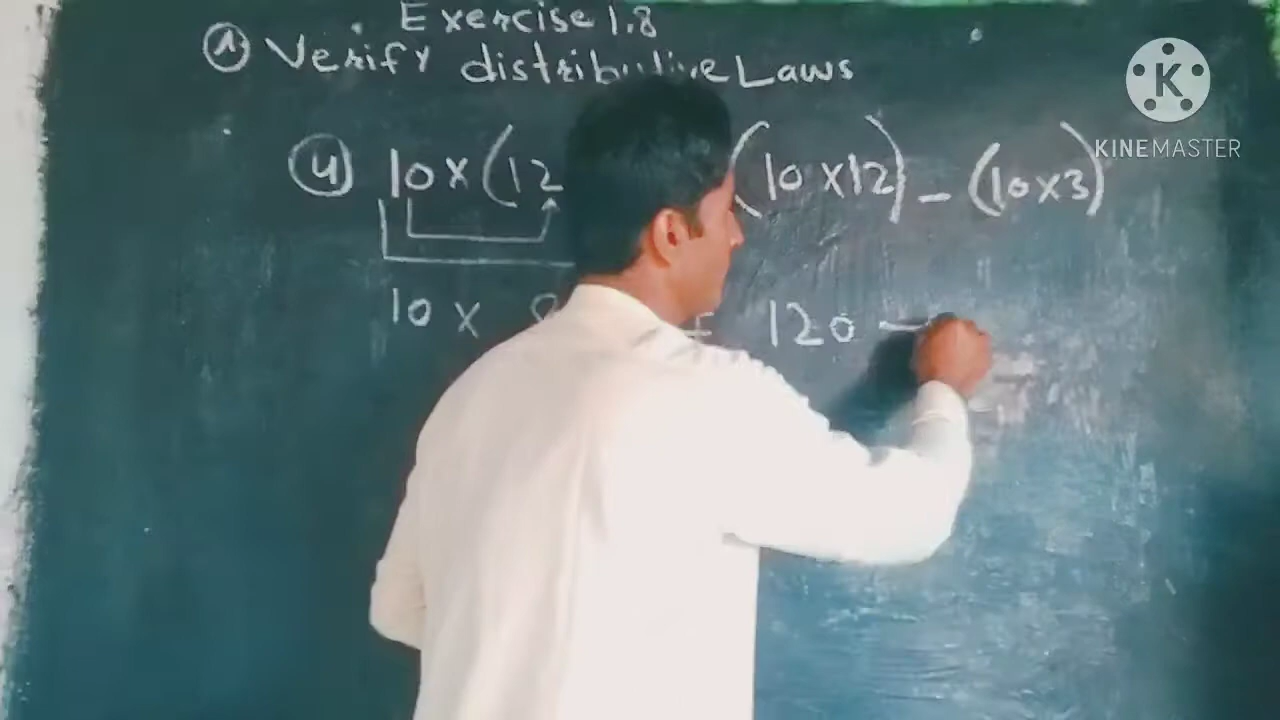 Exercise 1.8
① Verify distributive Laws
④ 10 × (12 (10 × 12) - (10 × 3)
10 × = 120 -
K
KINEMASTER